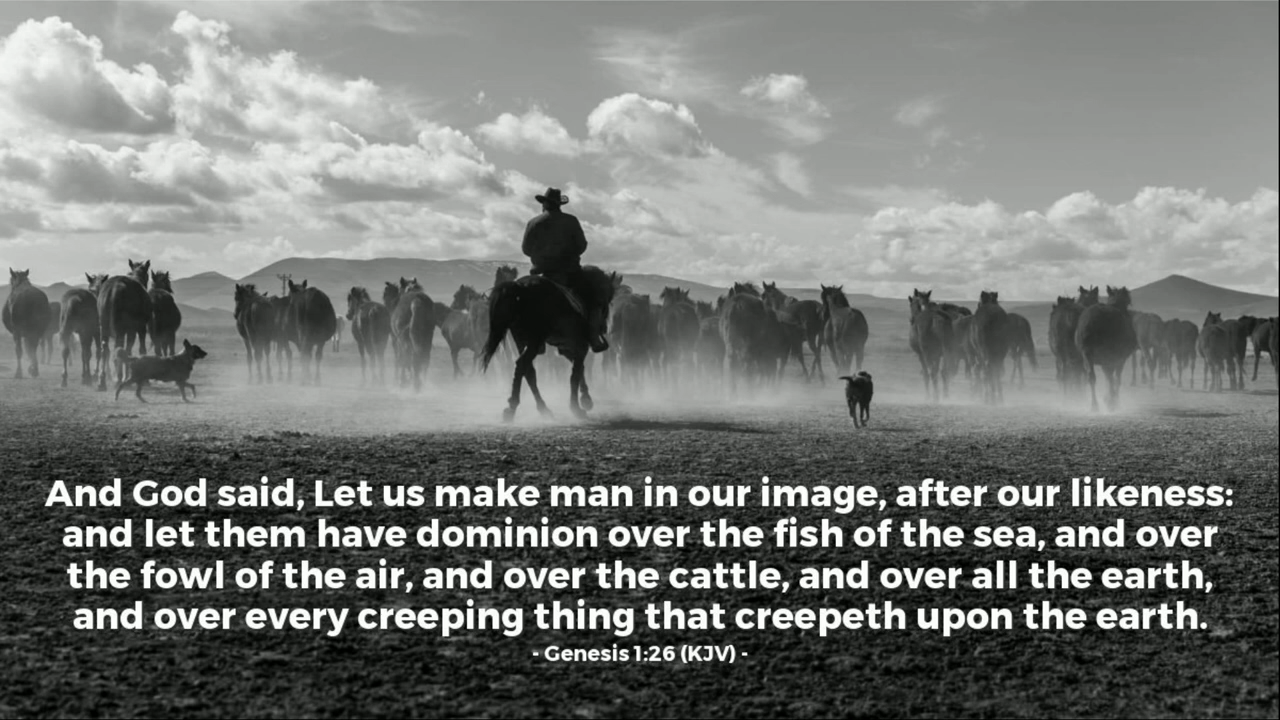 And God said, Let us make man in our image, after our likeness:
and let them have dominion over the fish of the sea, and over
the fowl of the air, and over the cattle, and over all the earth,
and over every creeping thing that creepeth upon the earth.
- Genesis 1:26 (KJV) -